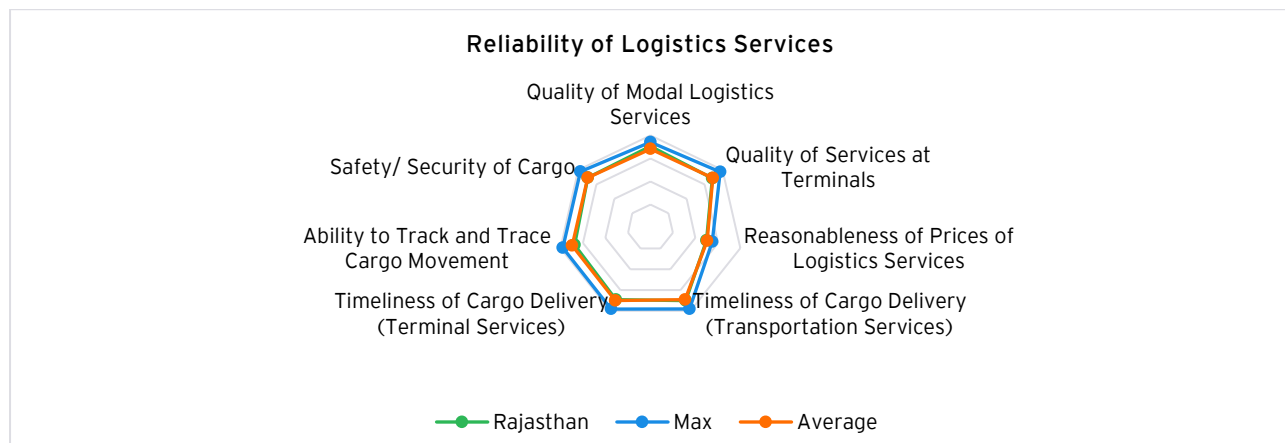 Reliability of Logistics Services
Quality of Modal Logistics
Services
Quality of Services at
Terminals
Reasonableness of Prices of
Logistics Services
Timeliness of Cargo Delivery
(Transportation Services)
Timeliness of Cargo Delivery
(Terminal Services)
Ability to Track and Trace
Cargo Movement
Safety/ Security of Cargo
Rajasthan
Max
Average